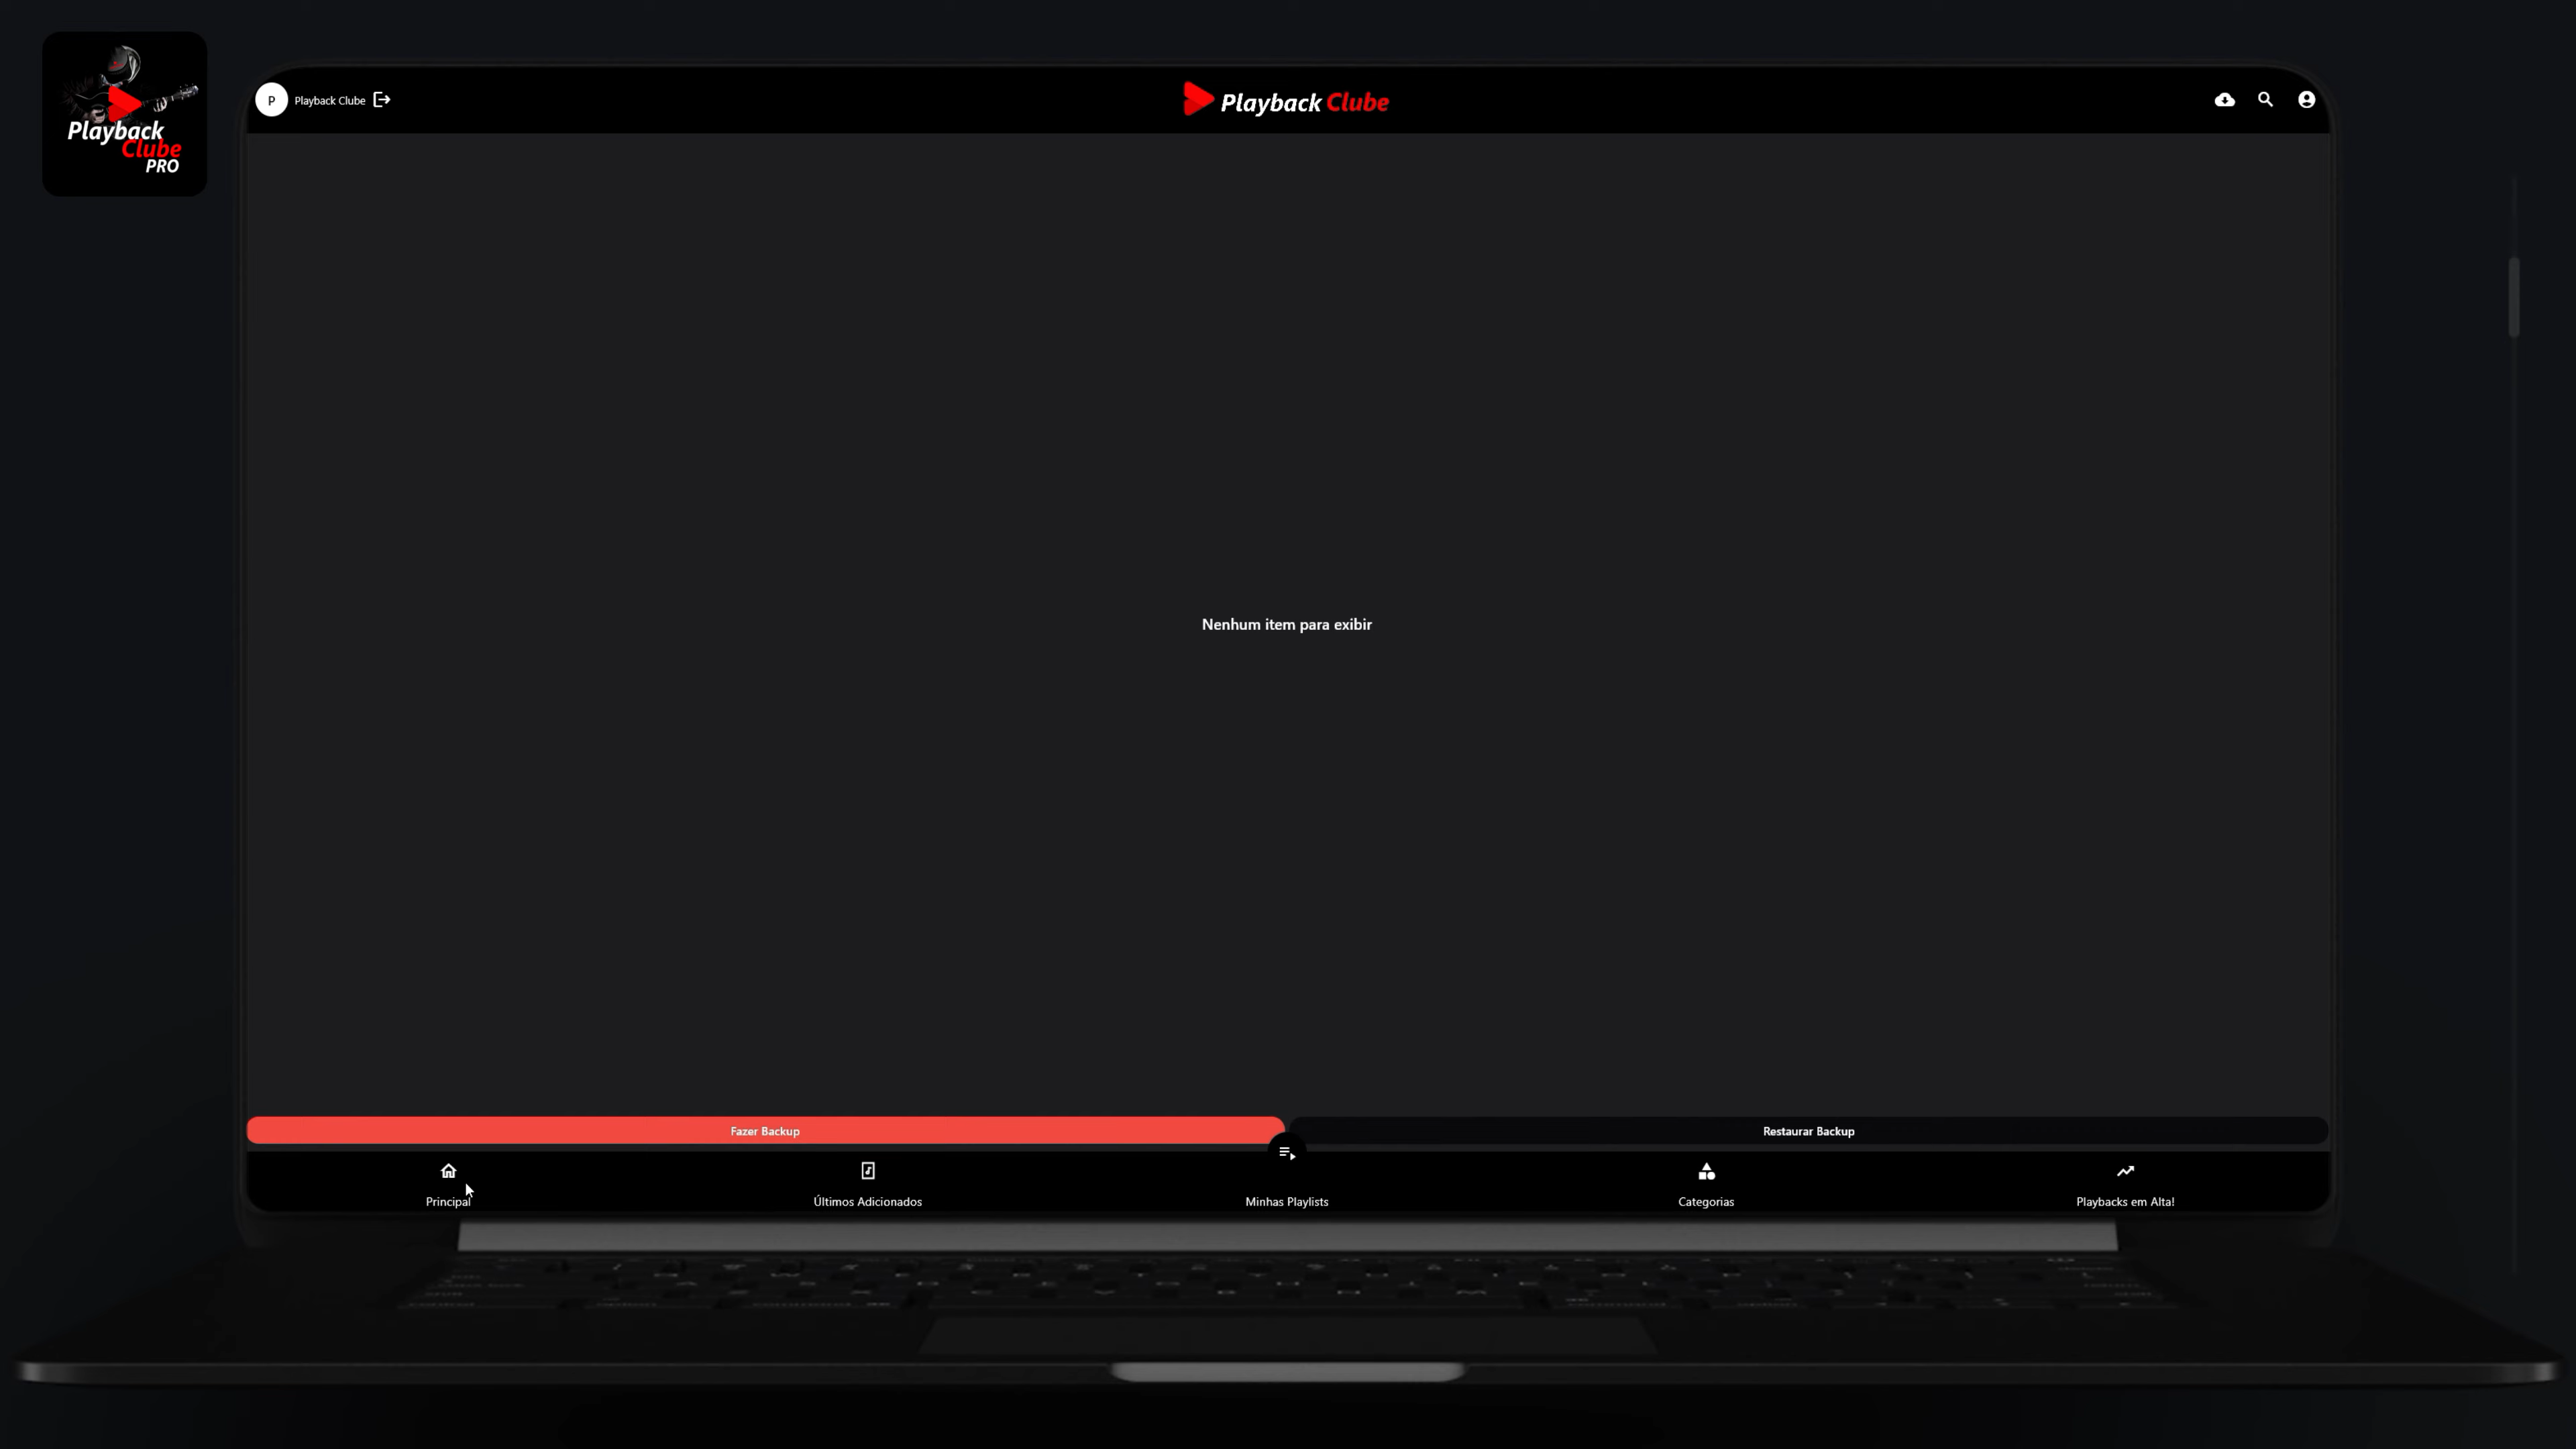 Playback
Clube
PRO
P
Playback Clube
Playback Clube
Nenhum item para exibir
Fazer Backup
Restaurar Backup
Principal
Últimos Adicionados
Minhas Playlists
Categorias
Playbacks em Alta!